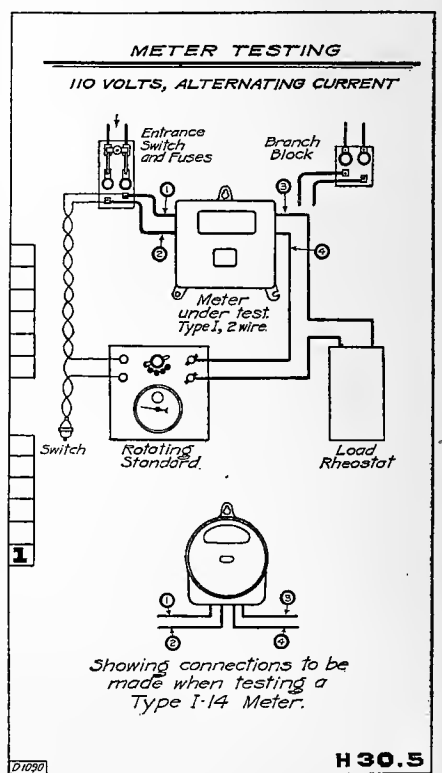 METER TESTING
110 VOLTS, ALTERNATING CURRENT
Entrance
Switch
and Fuses
Branch
Block
1
3
2
4
Meter
under test
Type I, 2 wire.
Switch
Rotating
Standard.
Load
Rheostat
1
1
3
2
4
Showing connections to be
made when testing a
Type I-14 Meter.
D1090
H 30.5